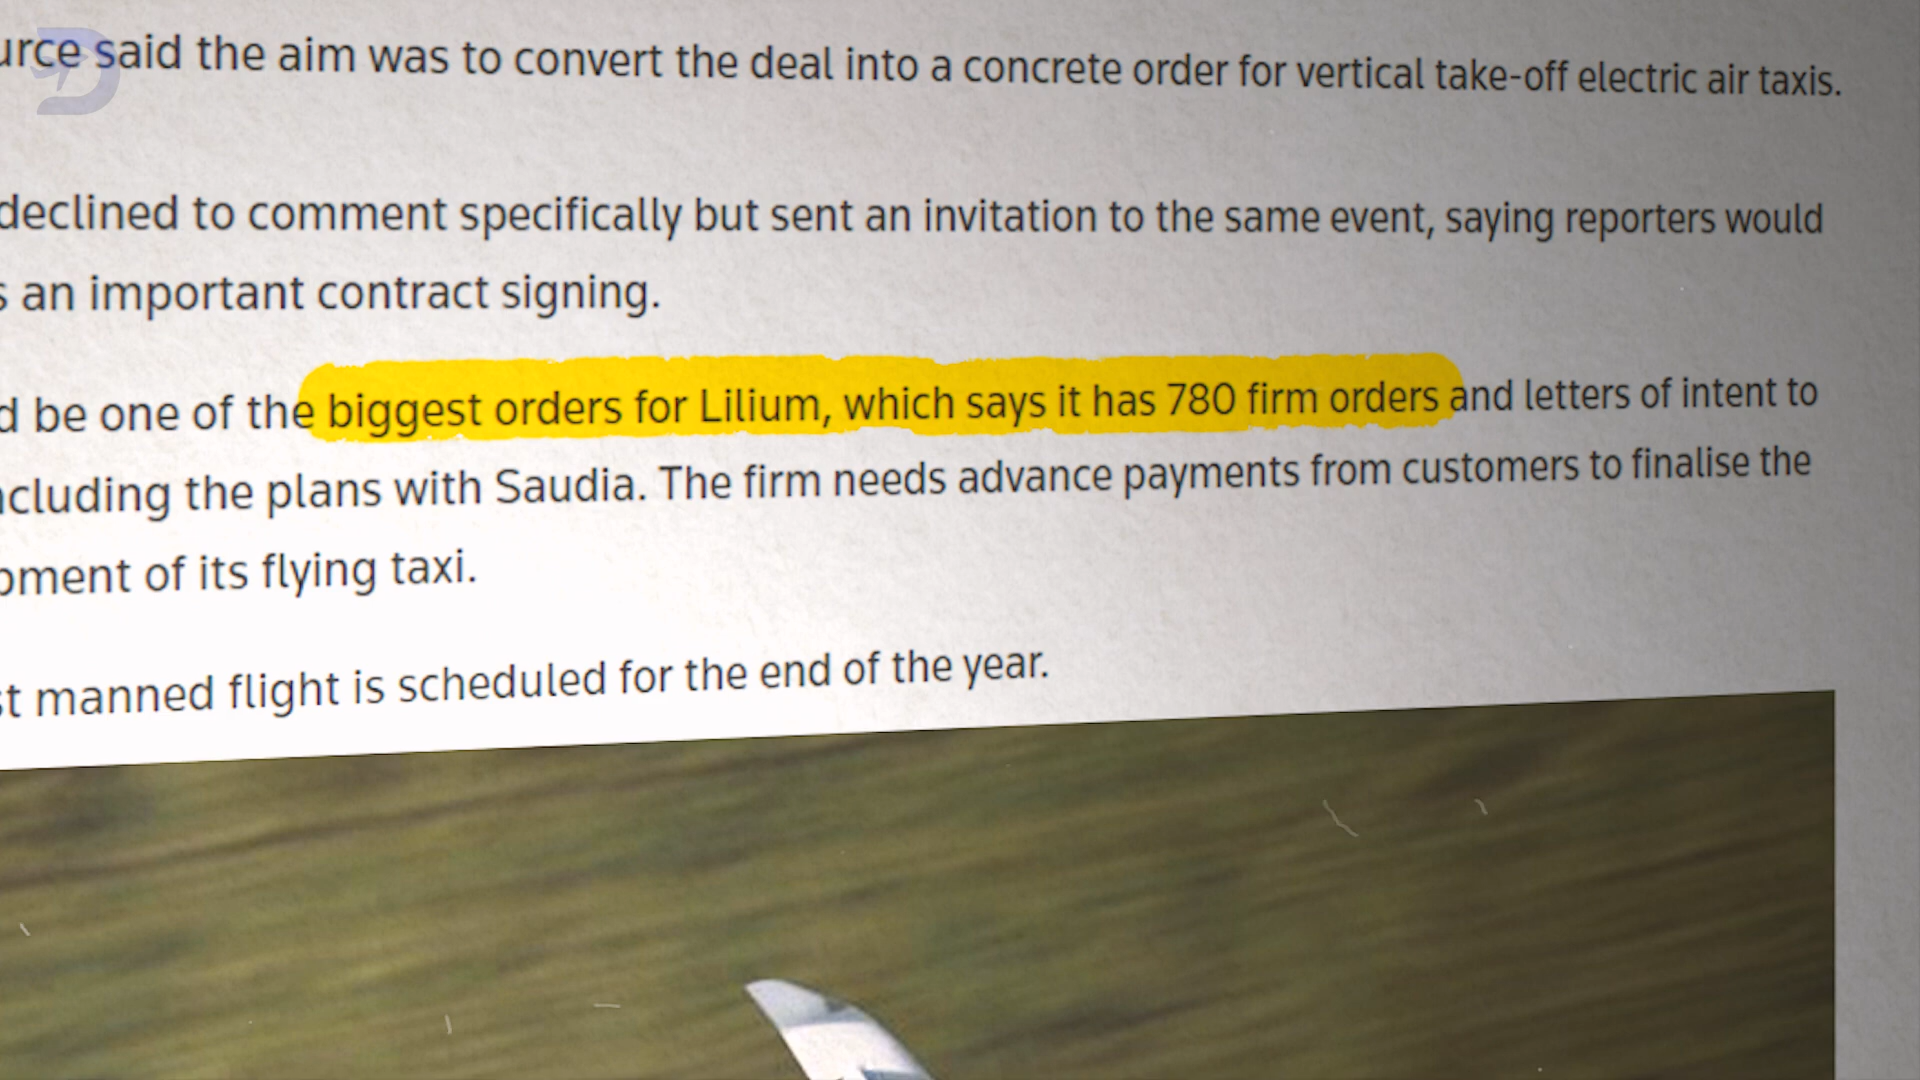 said the aim was to convert the deal into a concrete order for vertical take-off electric air taxis.
declined to comment specifically but sent an invitation to the same event, saying reporters would
an important contract signing.
be one of the biggest orders for Lilium, which says it has 780 firm orders and letters of intent to
the plans with Saudia. The firm needs advance payments from customers to finalise the
of its flying taxi.
manned flight is scheduled for the end of the year.